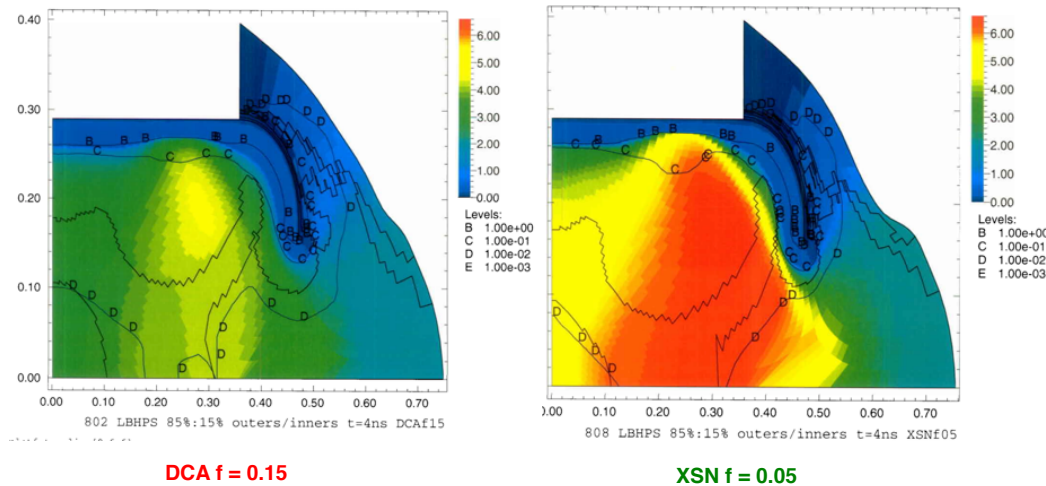 0.40
0.30
0.20
0.10
0.00
0.00 0.10 0.20 0.30 0.40 0.50 0.60 0.70
6.00
5.00
4.00
3.00
2.00
1.00
0.00
Levels:
B 1.00e+00
C 1.00e-01
D 1.00e-02
E 1.00e-03
802 LBHPS 85%:15% outers/inners t=4ns DCAf15
DCA f = 0.15
0.00 0.10 0.20 0.30 0.40 0.50 0.60 0.70
6.00
5.00
4.00
3.00
2.00
1.00
0.00
Levels:
B 1.00e+00
C 1.00e-01
D 1.00e-02
E 1.00e-03
808 LBHPS 85%:15% outers/inners t=4ns XSNf05
XSN f = 0.05